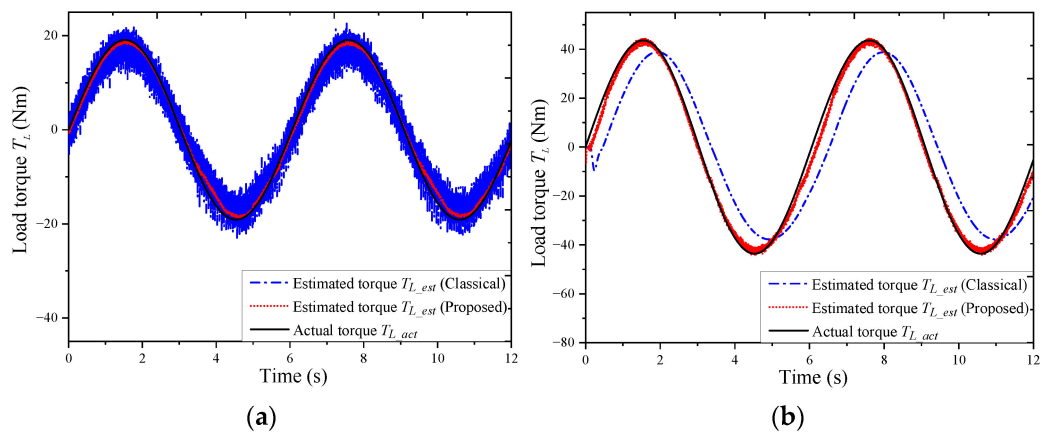 20
0
−20
−40
Load torque T_L (Nm)
Estimated torque T_L_est (Classical)
Estimated torque T_L_est (Proposed)
Actual torque T_L_act
0 2 4 6 8 10 12
Time (s)
(a)
40
20
0
−20
−40
−60
−80
Load torque T_L (Nm)
Estimated torque T_L_est (Classical)
Estimated torque T_L_est (Proposed)
Actual torque T_L_act
0 2 4 6 8 10 12
Time (s)
(b)